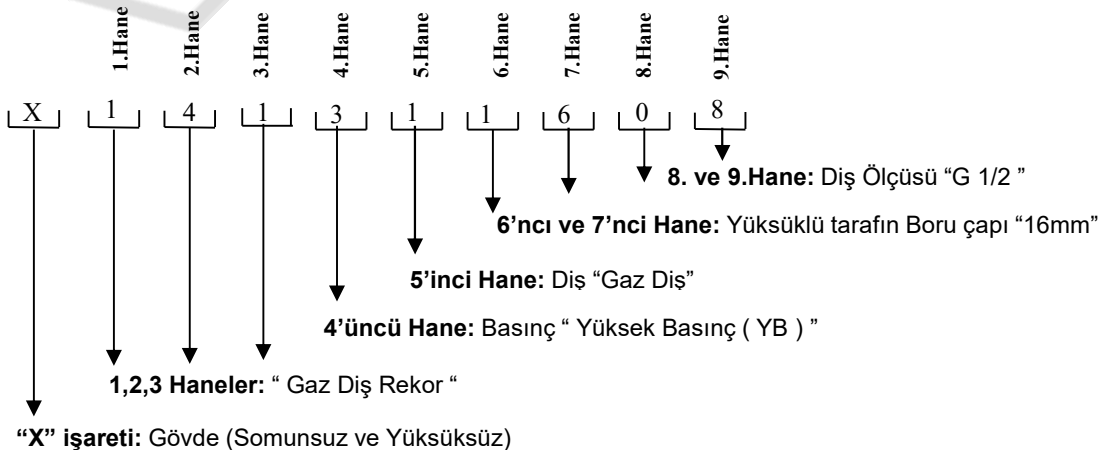 1.Hane 2.Hane 3.Hane 4.Hane 5.Hane 6.Hane 7.Hane 8.Hane 9.Hane
X 1 4 1 3 1 1 6 0 8
8. ve 9.Hane: Diş Ölçüsü “G 1/2 ”
6’ncı ve 7’nci Hane: Yüksüklü tarafın Boru çapı “16mm”
5’inci Hane: Diş “Gaz Diş”
4’üncü Hane: Basınç “ Yüksek Basınç ( YB ) ”
1,2,3 Haneler: “ Gaz Diş Rekor “
“X” işareti: Gövde (Somunsuz ve Yüksüksüz)